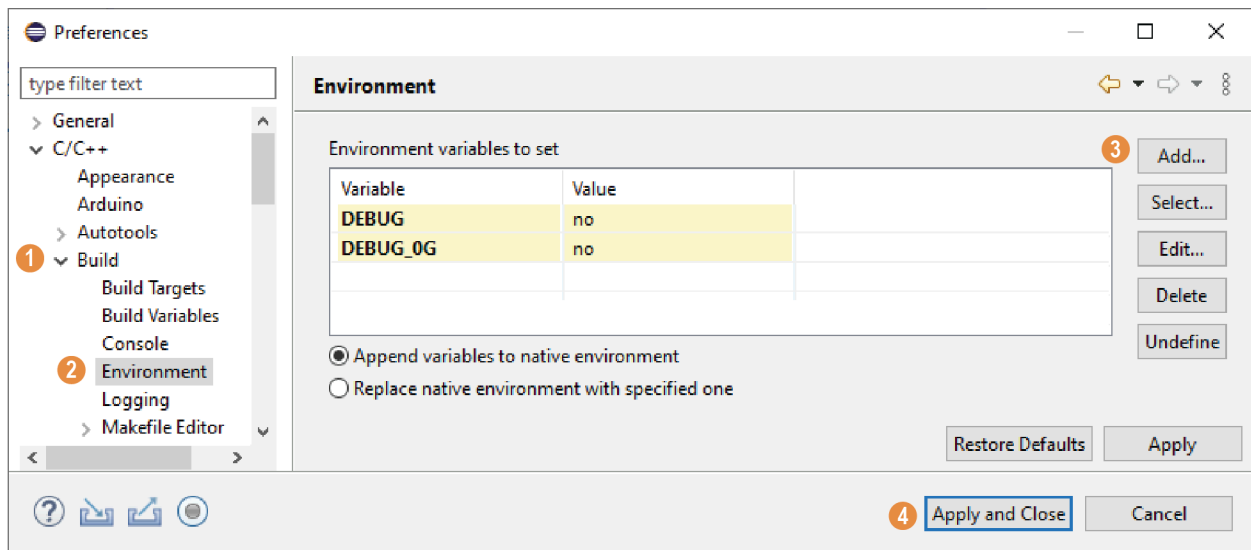 Preferences
type filter text
General
C/C++
Appearance
Arduino
Autotools
1 Build
Build Targets
Build Variables
Console
2 Environment
Logging
Makefile Editor
Environment
Environment variables to set
Variable Value
DEBUG no
DEBUG_0G no
3 Add...
Select...
Edit...
Delete
Undefine
Append variables to native environment
Replace native environment with specified one
Restore Defaults Apply
? 4 Apply and Close Cancel